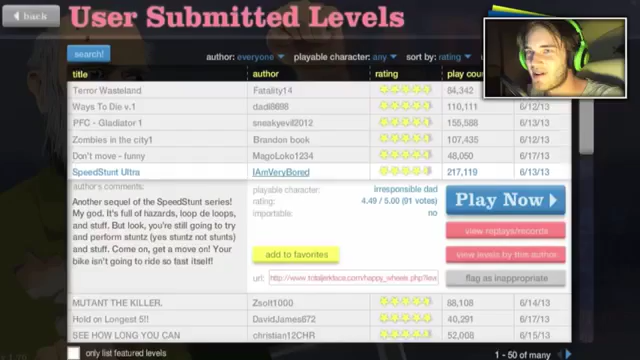 back
User Submitted Levels
search!
author: everyone playable character: any sort by: rating
title author rating play cou
Terror Wasteland Fatality14 84,342 6/12/13
Ways To Die v.1 dadi8898 110,111 6/12/13
PFC - Gladiator 1 sneakyevil2012 155,588 6/13/13
Zombies in the city1 Brandon book 107,435 6/12/13
Don't move - funny MagoLoko1234 48,050 6/17/13
SpeedStunt Ultra IAmVeryBored 217,119 6/13/13
author's comments:
Another sequel of the SpeedStunt series!
My god. It's full of hazards, loop de loops,
and stuff. But look, you're still going to try
and perform stuntz (yes stuntz not stunts)
and stuff. Come on, get a move on! Your
bike isn't going to ride so fast itself!
playable character: irresponsible dad
rating: 4.49 / 5.00 (91 votes)
importable: no
add to favorites
url: http://www.totaljerkface.com/happy_wheels.php?leve
Play Now
view replays/records
view levels by this author
flag as inappropriate
MUTANT THE KILLER. Zsolt1000 88,108 6/14/13
Hold on Longest 5!! DavidJames672 40,291 6/17/13
SEE HOW LONG YOU CAN christian12CHR 52,008 6/15/13
only list featured levels
1 - 50 of many